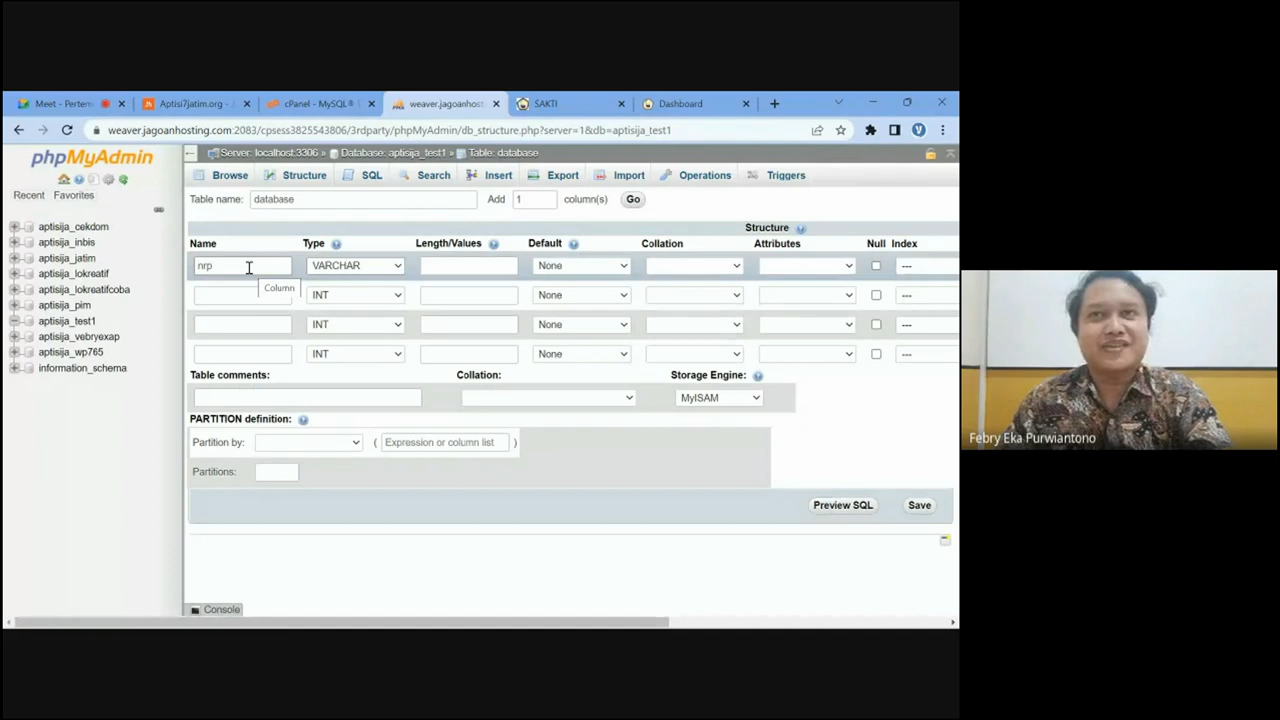 Meet - Pertem
Aptisi7jatim.org -
cPanel - MySQL®
weaver.jagoanhost
SAKTI
Dashboard
weaver.jagoanhosting.com:2083/cpsess3825543806/3rdparty/phpMyAdmin/db_structure.php?server=1&db=aptisija_test1
V
phpMyAdmin
Recent Favorites
aptisija_cekdom
aptisija_inbis
aptisija_jatim
aptisija_lokreatif
aptisija_lokreatifcoba
aptisija_pim
aptisija_test1
aptisija_vebryexap
aptisija_wp765
information_schema
Server: localhost:3306 » Database: aptisija_test1 » Table: database
Browse Structure SQL Search Insert Export Import Operations Triggers
Table name: database Add 1 column(s) Go
Structure
Name Type Length/Values Default Collation Attributes Null Index
nrp VARCHAR None ---
Column
INT None ---
INT None ---
INT None ---
Table comments: Collation: Storage Engine:
MyISAM
PARTITION definition:
Partition by: ( Expression or column list )
Partitions:
Preview SQL Save
Console
Febry Eka Purwiantono